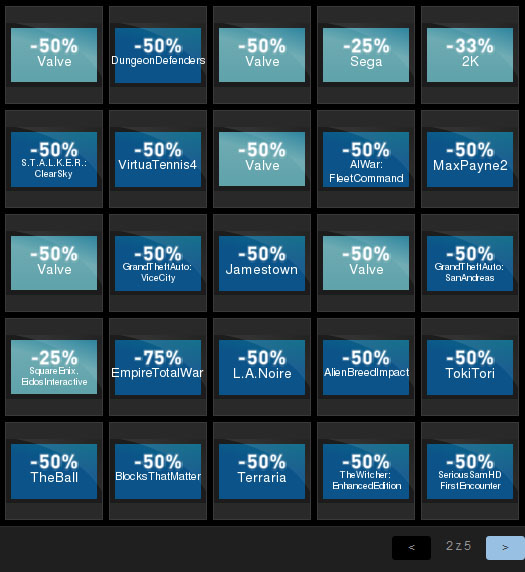 -50%
Valve
-50%
DungeonDefenders
-50%
Valve
-25%
Sega
-33%
2K
-50%
S.T.A.L.K.E.R.:
ClearSky
-50%
VirtuaTennis4
-50%
Valve
-50%
AIWar:
FleetCommand
-50%
MaxPayne2
-50%
Valve
-50%
GrandTheftAuto:
ViceCity
-50%
Jamestown
-50%
Valve
-50%
GrandTheftAuto:
SanAndreas
-25%
SquareEnix,
EidosInteractive
-75%
EmpireTotalWar
-50%
L.A.Noire
-50%
AlienBreedImpact
-50%
TokiTori
-50%
TheBall
-50%
BlocksThatMatter
-50%
Terraria
-50%
TheWitcher:
EnhancedEdition
-50%
SeriousSamHD
FirstEncounter
< 2 z 5 >